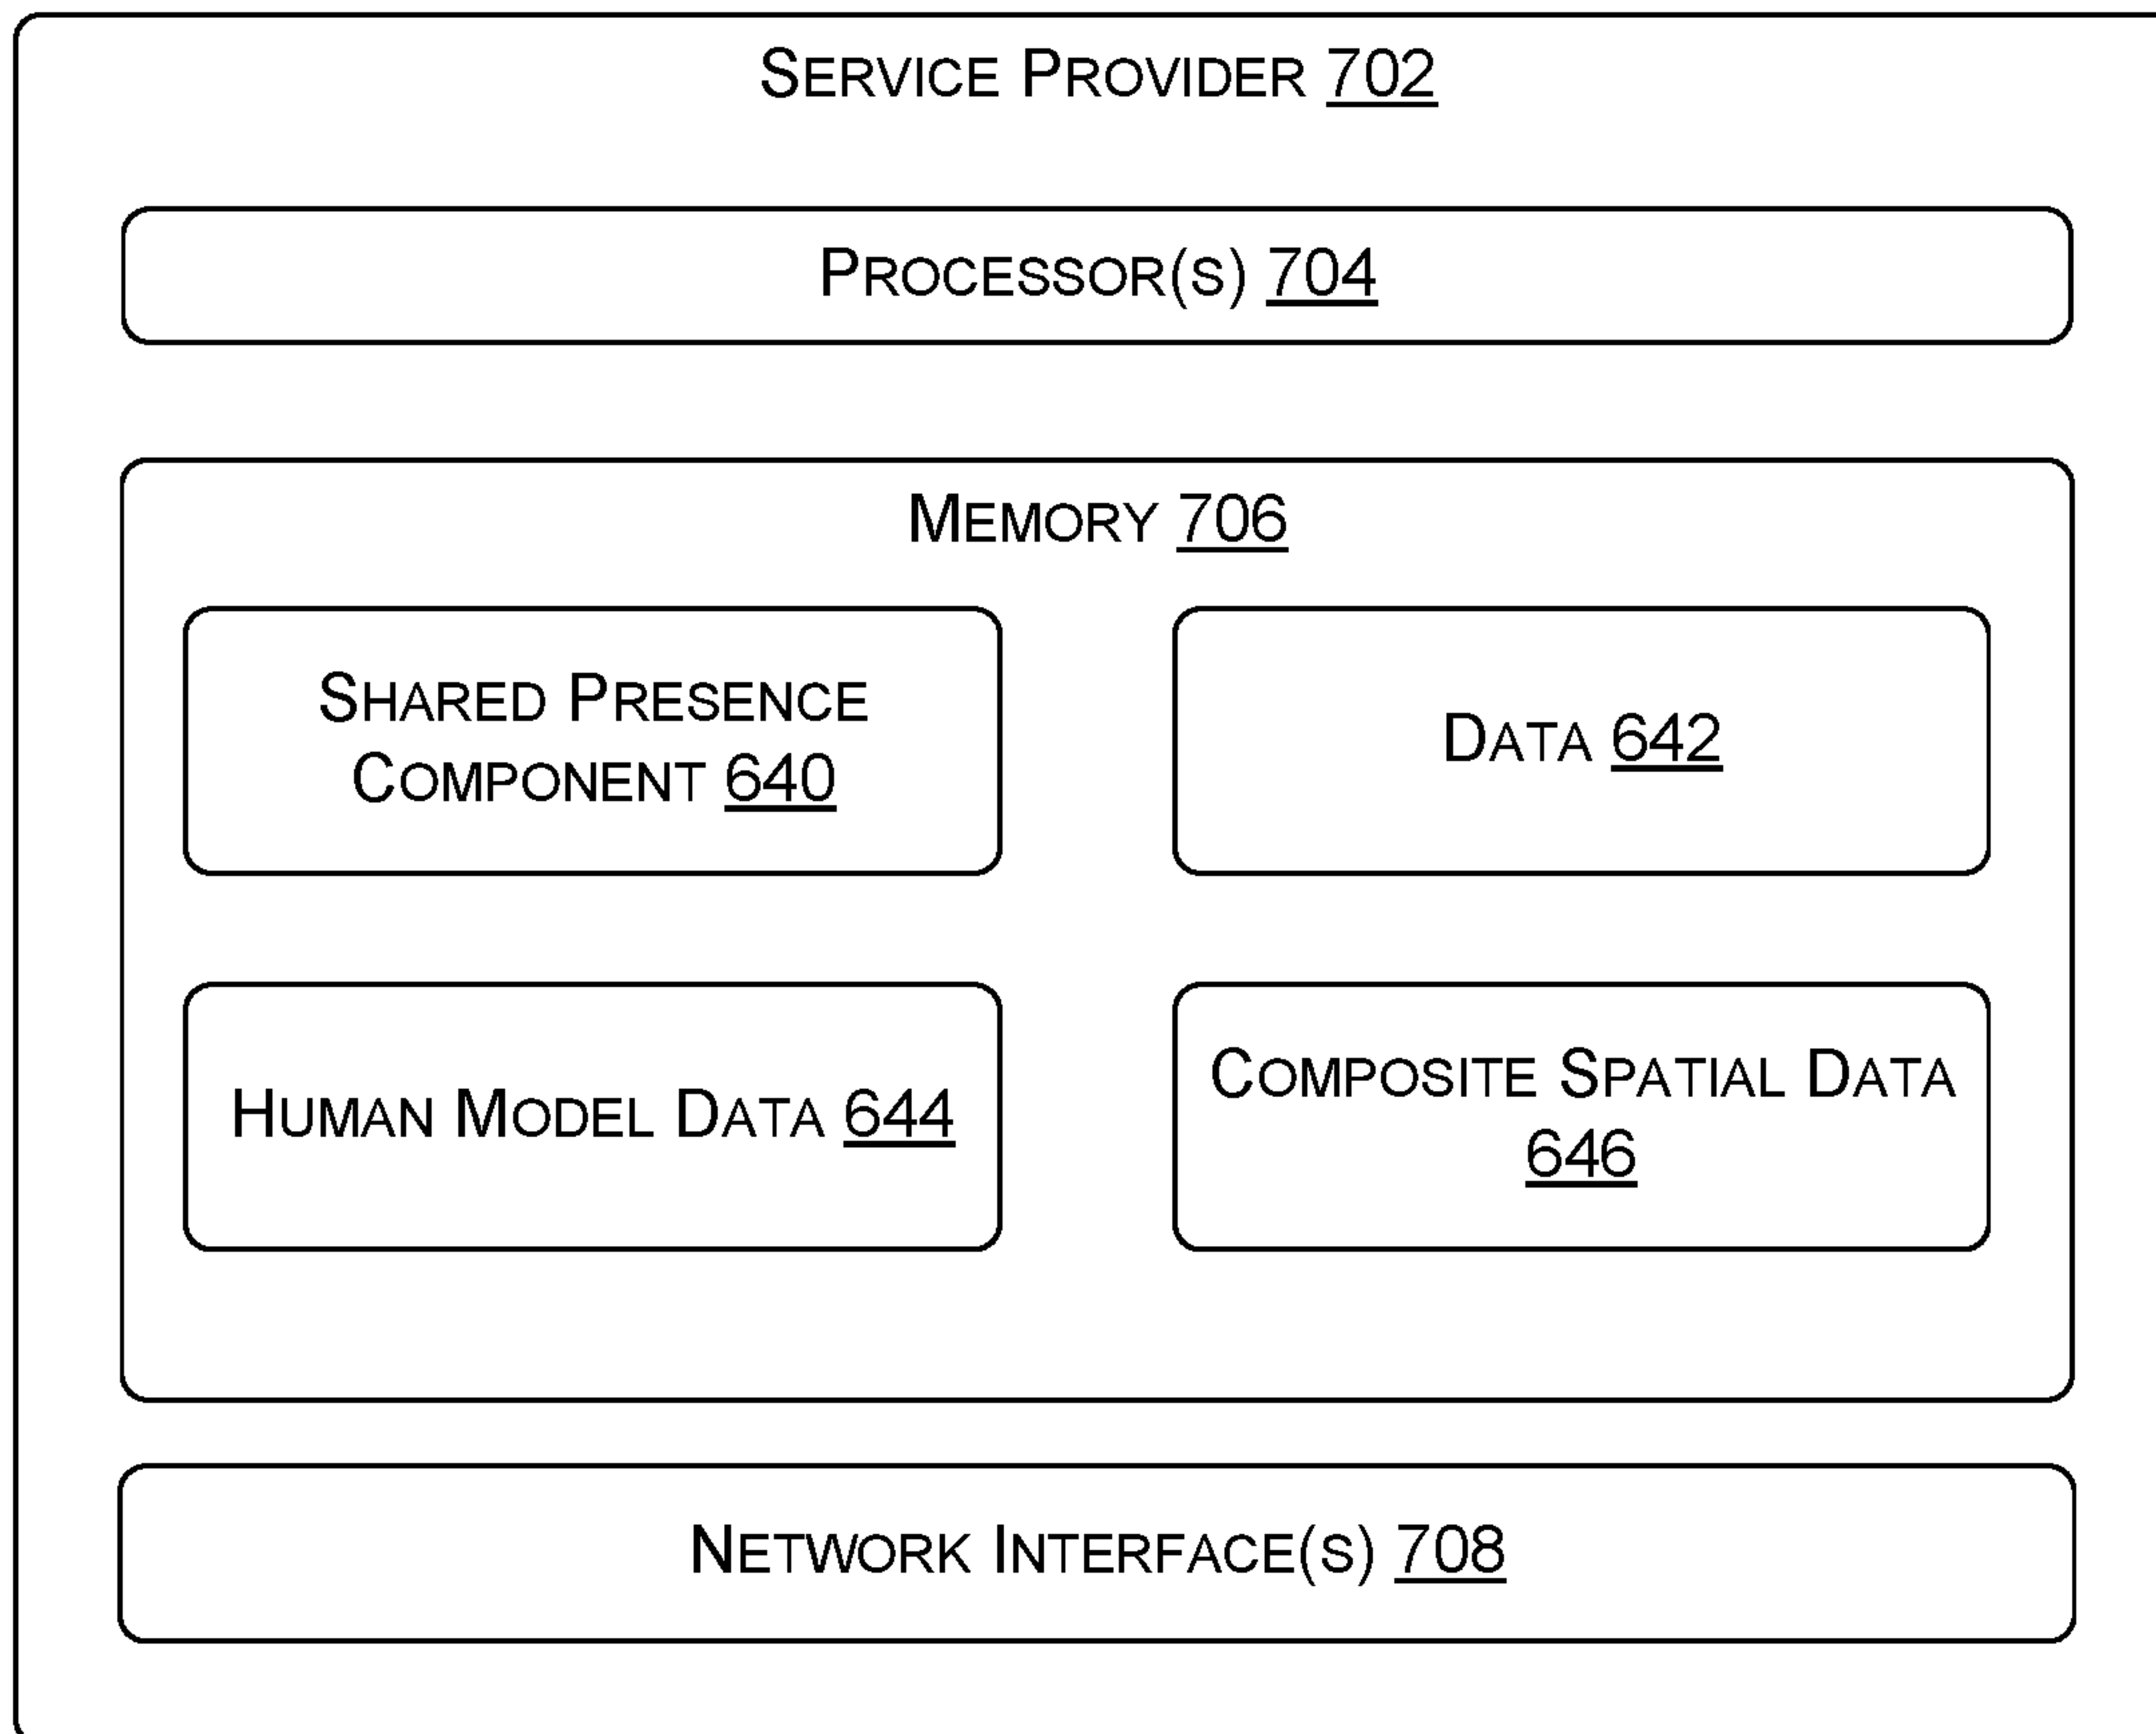 SERVICE PROVIDER 702
PROCESSOR(S) 704
MEMORY 706
SHARED PRESENCE
COMPONENT 640
DATA 642
HUMAN MODEL DATA 644
COMPOSITE SPATIAL DATA
646
NETWORK INTERFACE(S) 708